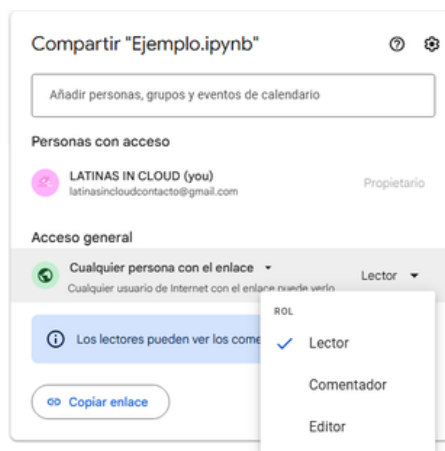 Compartir "Ejemplo.ipynb"
Añadir personas, grupos y eventos de calendario
Personas con acceso
LATINAS IN CLOUD (you)
latinasincloudcontacto@gmail.com
Propietario
Acceso general
Cualquier persona con el enlace
Lector
Cualquier usuario de Internet con el enlace puede verlo
ROL
Los lectores pueden ver los come
Lector
Comentador
Copiar enlace
Editor